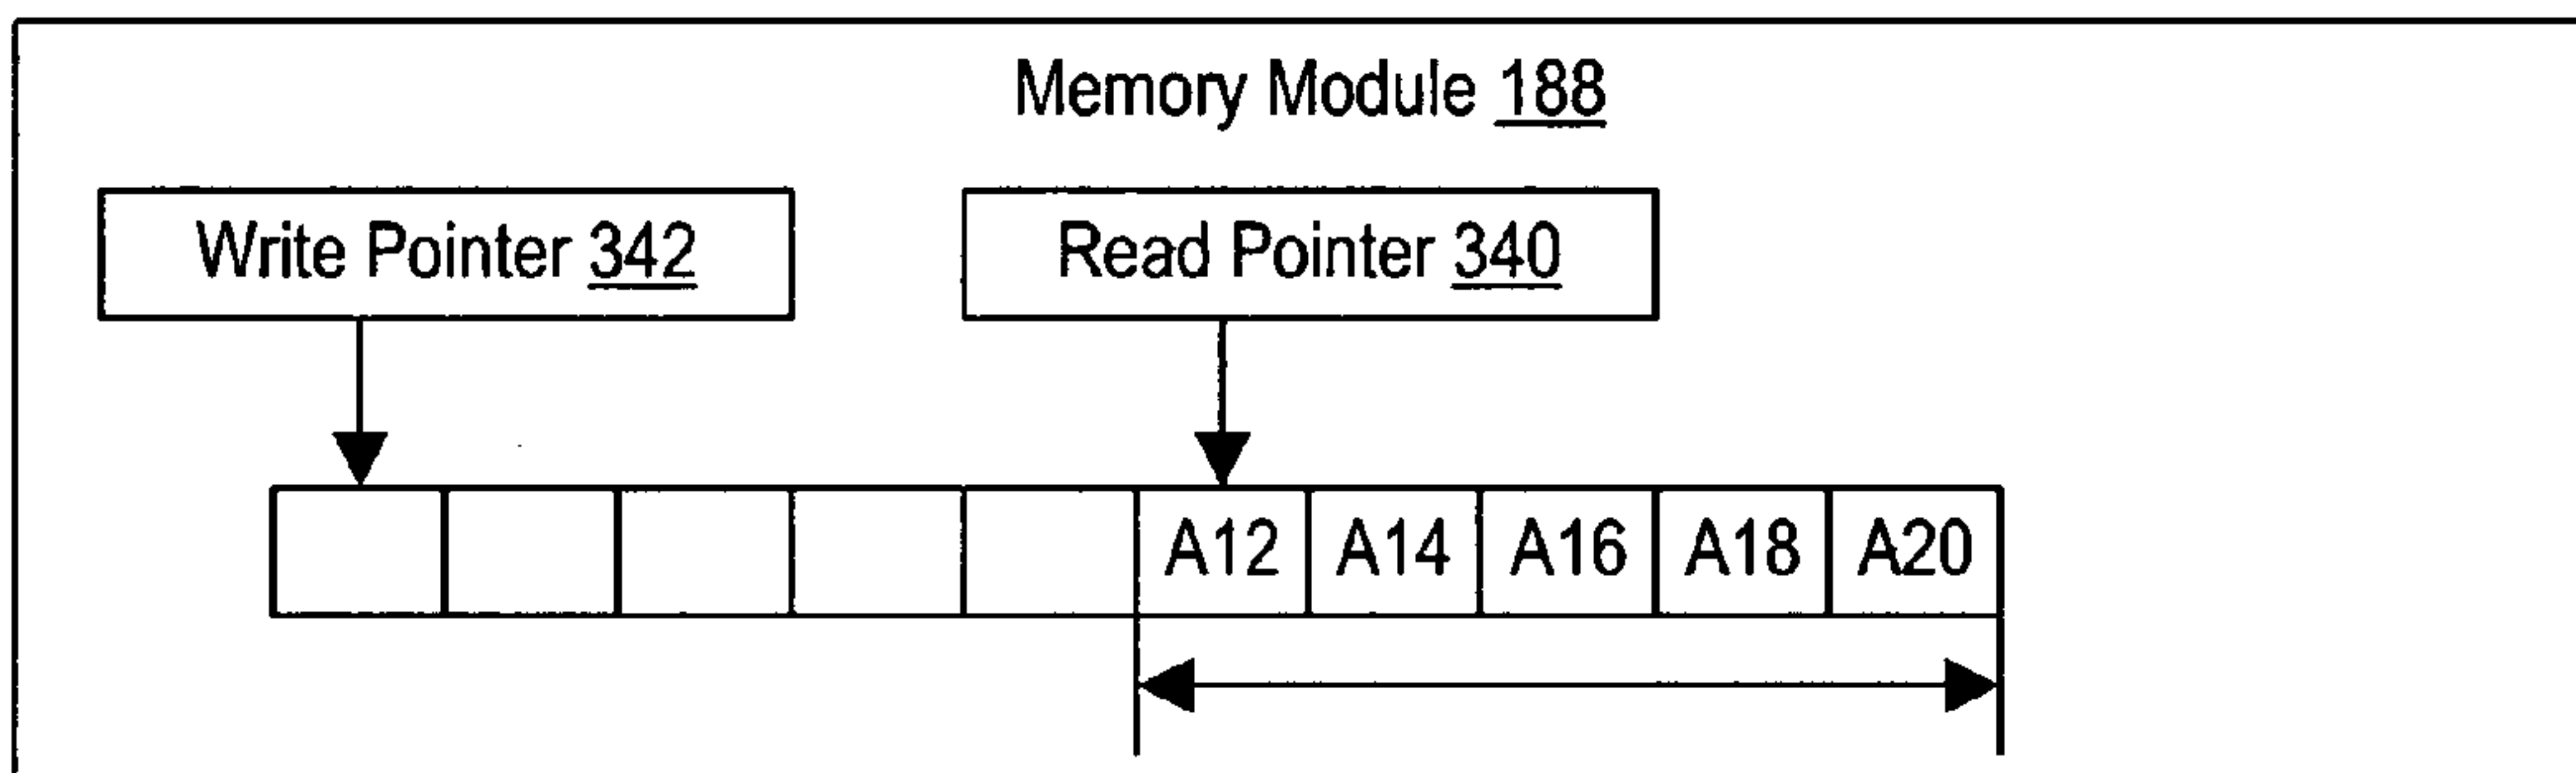 Memory Module 188
Write Pointer 342 Read Pointer 340
A12 A14 A16 A18 A20